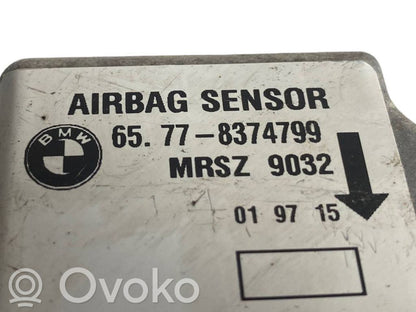 AIRBAG SENSOR
BMW
65.77-8374799
MRSZ 9032
01 97 15
Ovoko